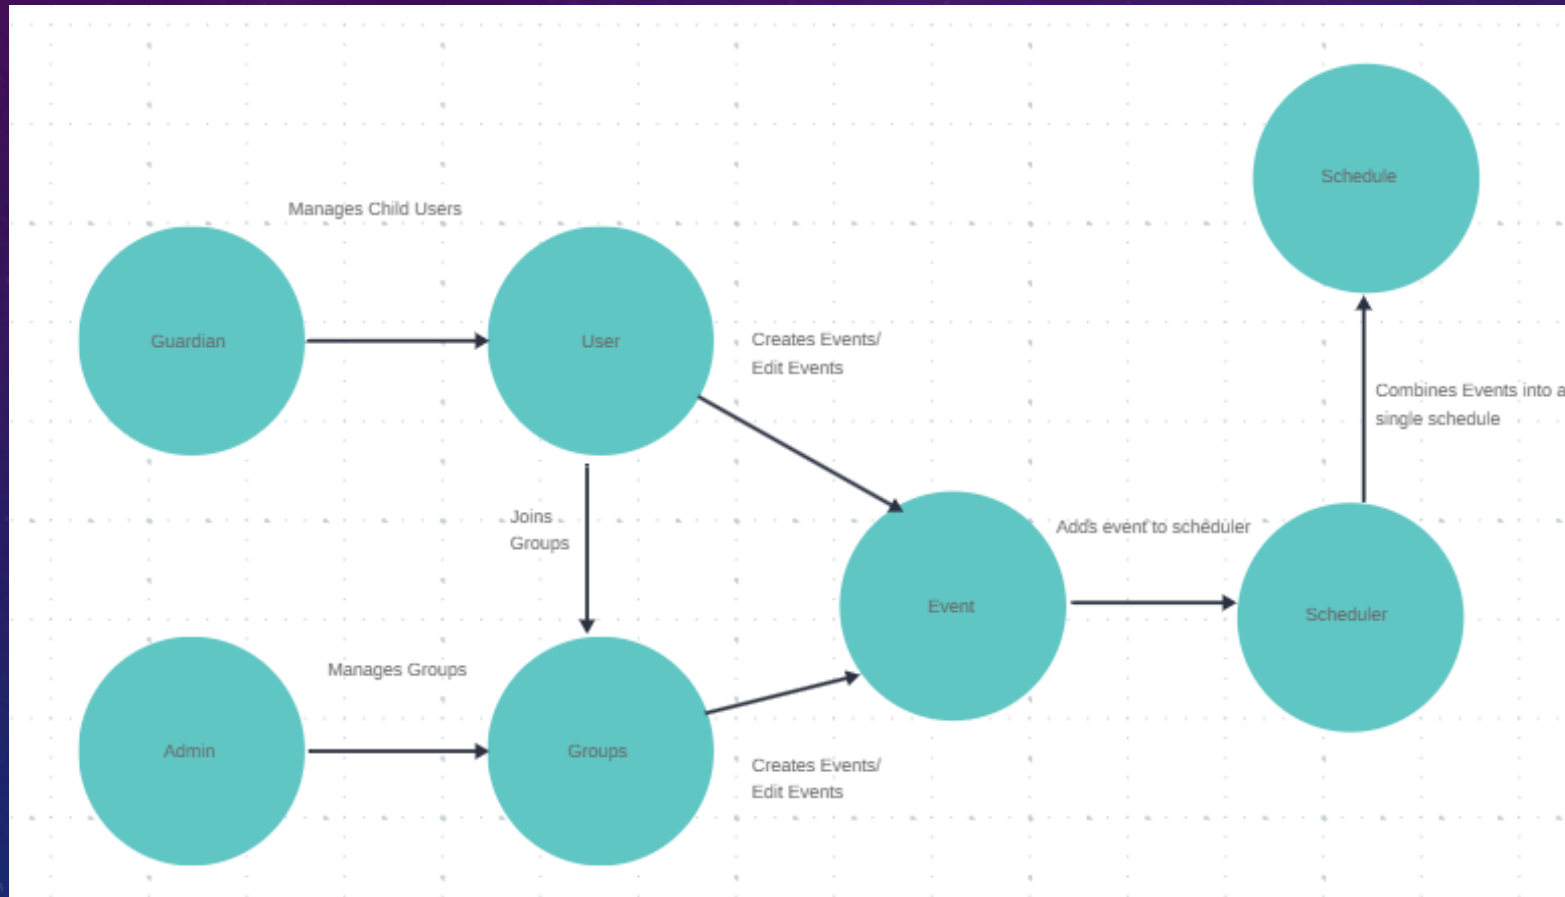 Schedule
Manages Child Users
Guardian
User
Creates Events/
Edit Events
Combines Events into a
single schedule
Joins
Groups
Adds event to scheduler
Event
Scheduler
Manages Groups
Admin
Groups
Creates Events/
Edit Events